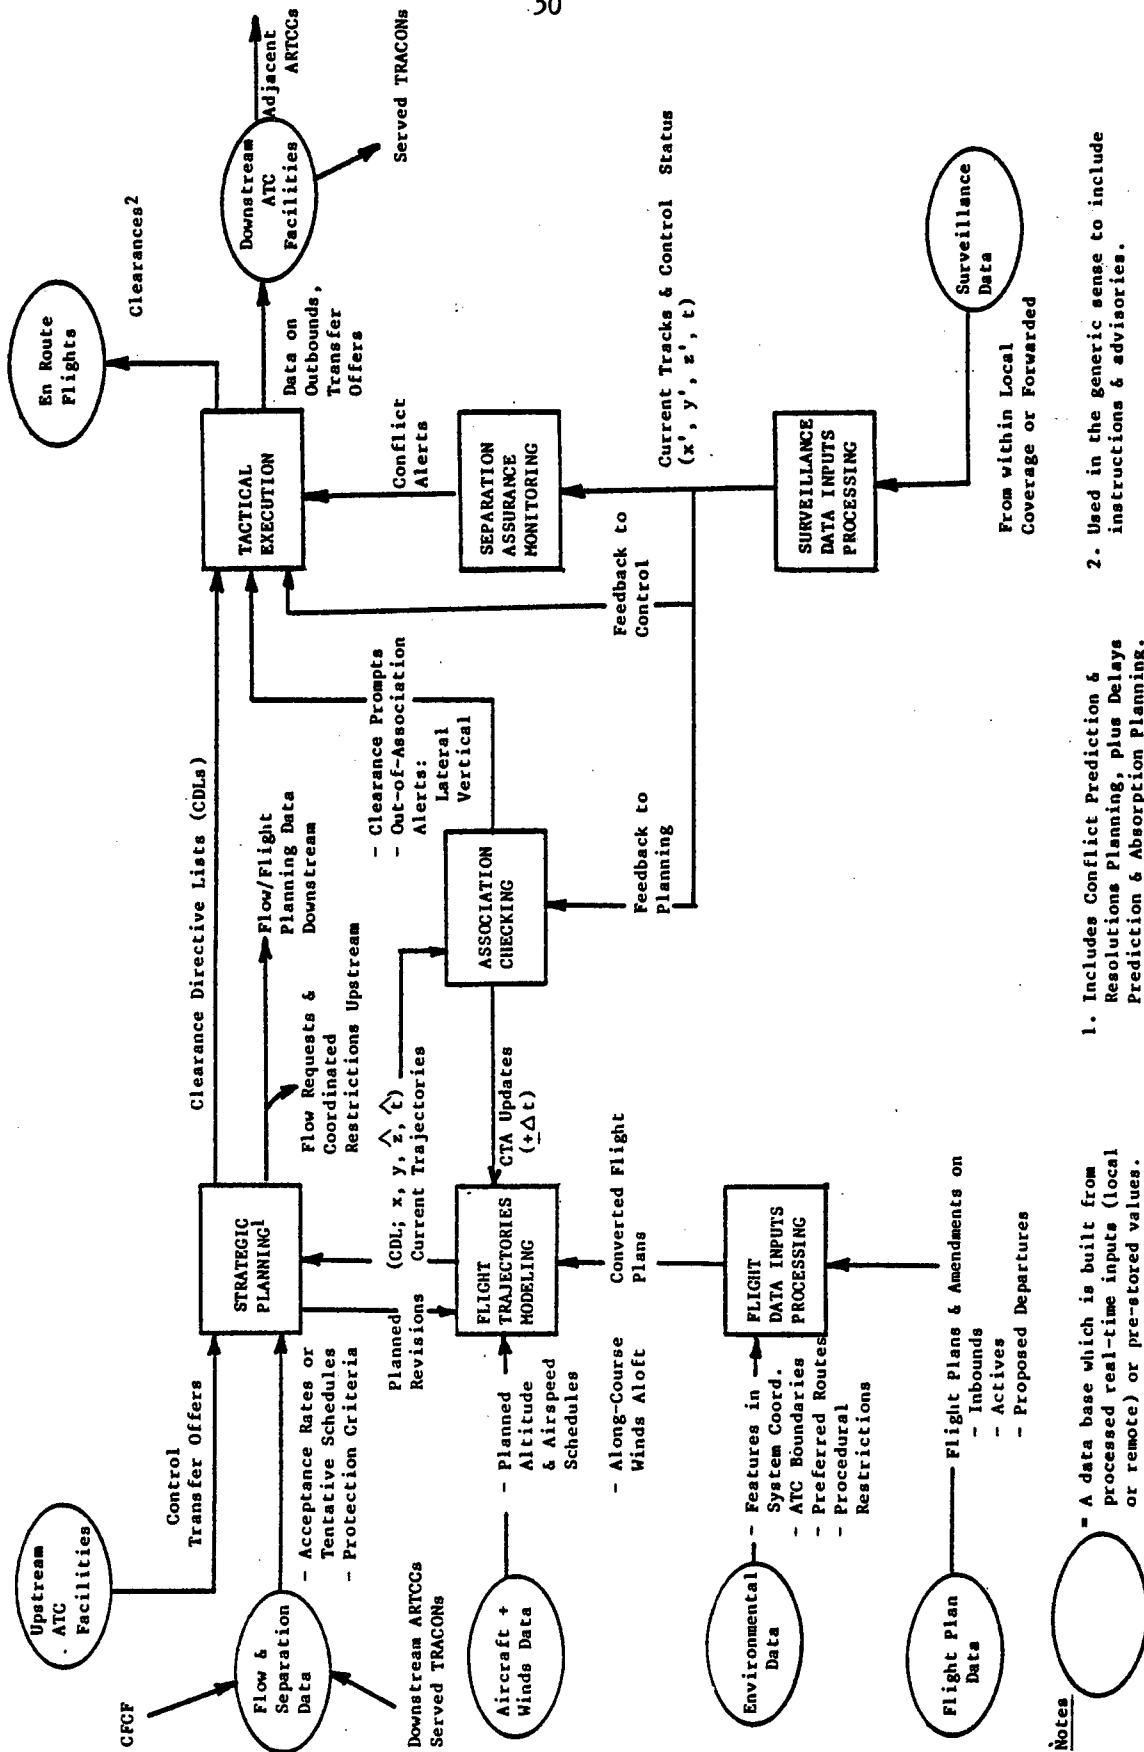 50
Upstream
ATC
Facilities
Control
Transfer Offers
CFCF
Flow &
Separation
Data
- Acceptance Rates or
Tentative Schedules
- Protection Criteria
Downstream ARTCCs
Served TRACONs
STRATEGIC
PLANNING1
Clearance Directive Lists (CDLs)
Flow/Flight
Planning Data
Downstream
Flow Requests &
Coordinated
Restrictions Upstream
TACTICAL
EXECUTION
En Route
Flights
Clearances2
Data on
Outbounds,
Transfer
Offers
Downstream
ATC
Facilities
Adjacent
ARTCCs
Served TRACONs
Planned
Revisions
(CDL; x, y, ẑ, t̂)
Current Trajectories
- Clearance Prompts
- Out-of-Association
Alerts:
Lateral
Vertical
Conflict
Alerts
Aircraft +
Winds Data
- Planned
Altitude
& Airspeed
Schedules
- Along-Course
Winds Aloft
FLIGHT
TRAJECTORIES
MODELING
CTA Updates
(±Δt)
ASSOCIATION
CHECKING
SEPARATION
ASSURANCE
MONITORING
Converted Flight
Plans
Feedback to
Planning
Feedback to
Control
Current Tracks & Control Status
(x', y', z', t)
Environmental
Data
- Features in
System Coord.
- ATC Boundaries
- Preferred Routes
- Procedural
Restrictions
FLIGHT
DATA INPUTS
PROCESSING
SURVEILLANCE
DATA INPUTS
PROCESSING
Flight Plan
Data
Flight Plans & Amendments on
- Inbounds
- Actives
- Proposed Departures
From within Local
Coverage or Forwarded
Surveillance
Data
Notes
= A data base which is built from
processed real-time inputs (local
or remote) or pre-stored values.
1. Includes Conflict Prediction &
Resolutions Planning, plus Delays
Prediction & Absorption Planning.
2. Used in the generic sense to include
instructions & advisories.